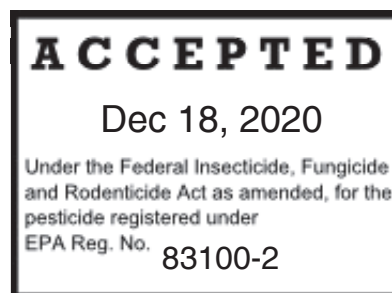 ACCEPTED
Dec 18, 2020
Under the Federal Insecticide, Fungicide
and Rodenticide Act as amended, for the
pesticide registered under
EPA Reg. No. 83100-2